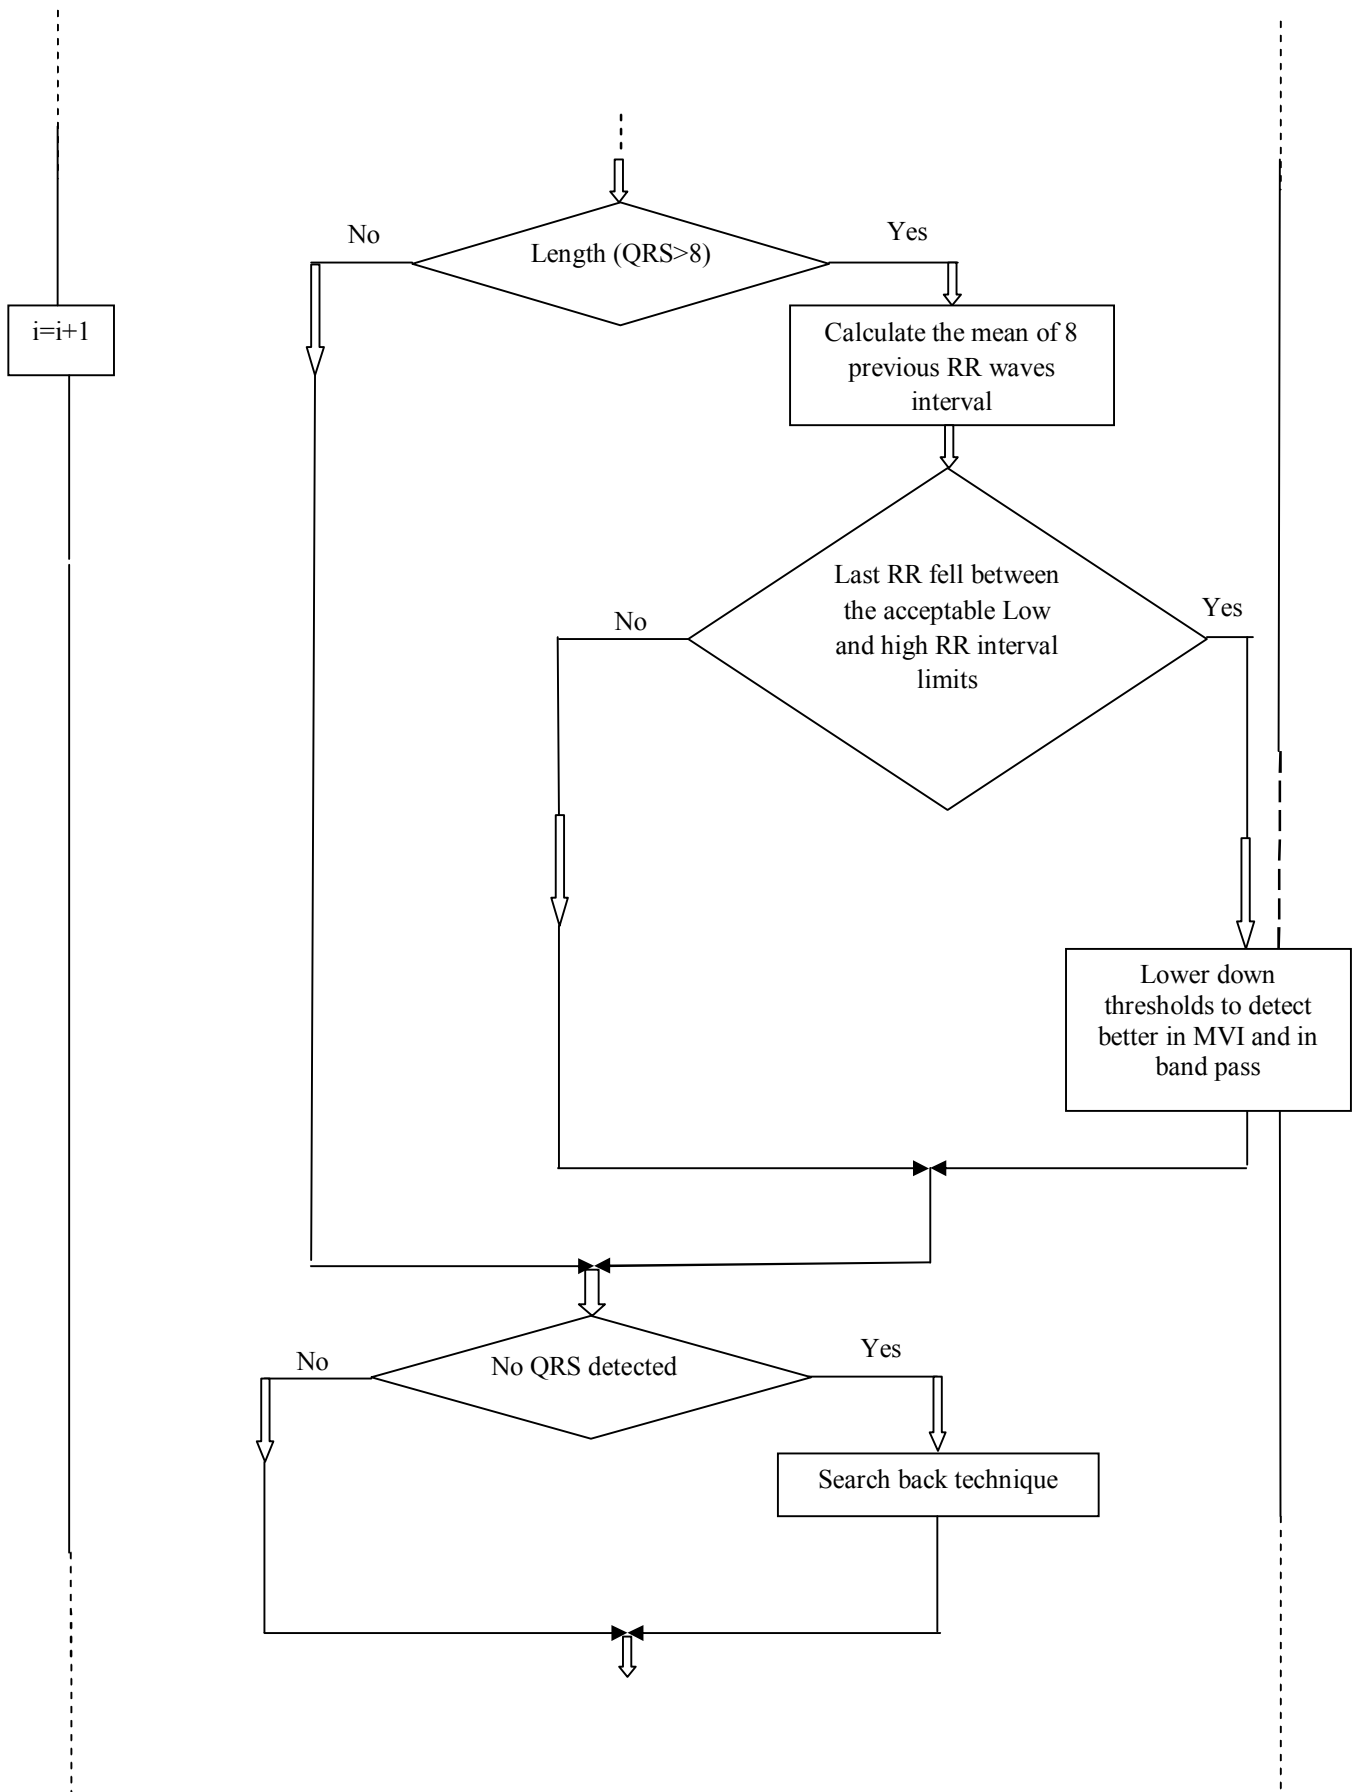 No
Length (QRS>8)
Yes
i=i+1
Calculate the mean of 8
previous RR waves
interval
Last RR fell between
the acceptable Low
and high RR interval
limits
No
Yes
Lower down
thresholds to detect
better in MVI and in
band pass
No
No QRS detected
Yes
Search back technique